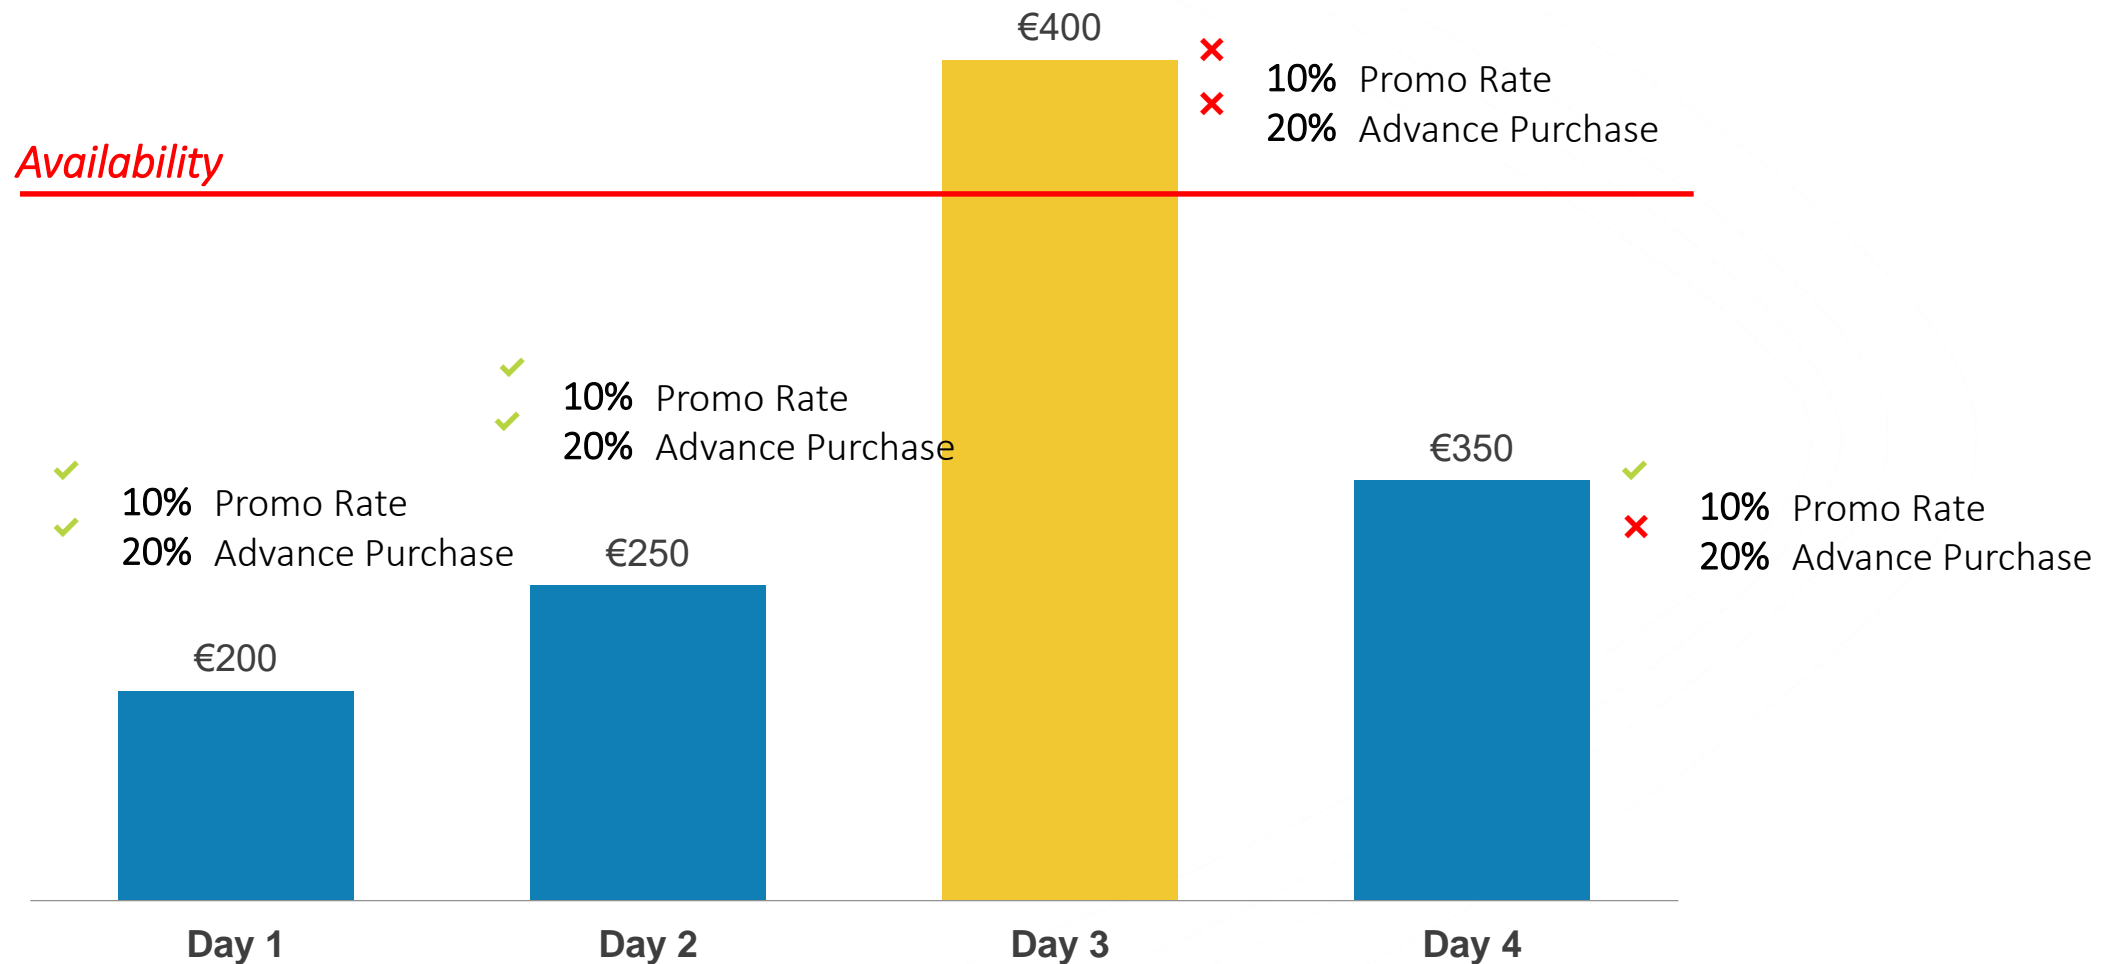 €400
10% Promo Rate
20% Advance Purchase
Availability
10% Promo Rate
20% Advance Purchase
10% Promo Rate
20% Advance Purchase
€350
10% Promo Rate
20% Advance Purchase
€250
€200
Day 1 Day 2 Day 3 Day 4